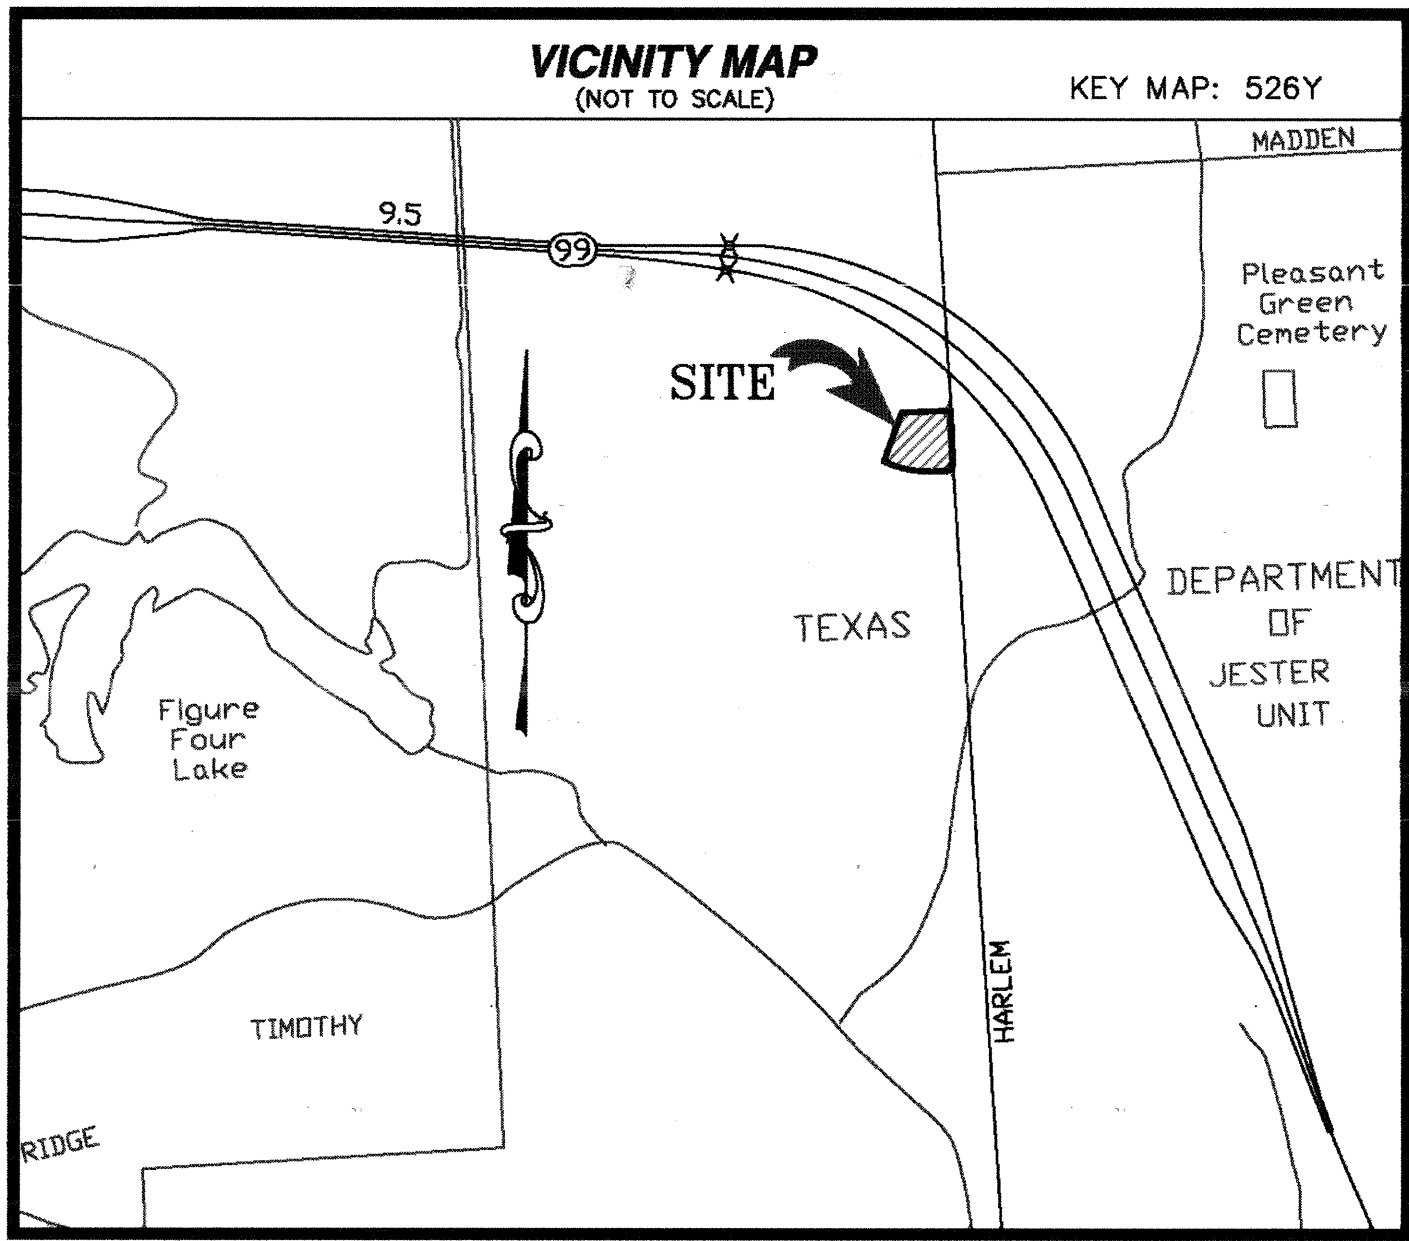 VICINITY MAP
(NOT TO SCALE)
KEY MAP: 526Y
MADDEN
9.5
99
Pleasant
Green
Cemetery
SITE
DEPARTMENT
OF
TEXAS
JESTER
UNIT
Figure
Four
Lake
HARLEM
TIMOTHY
RIDGE